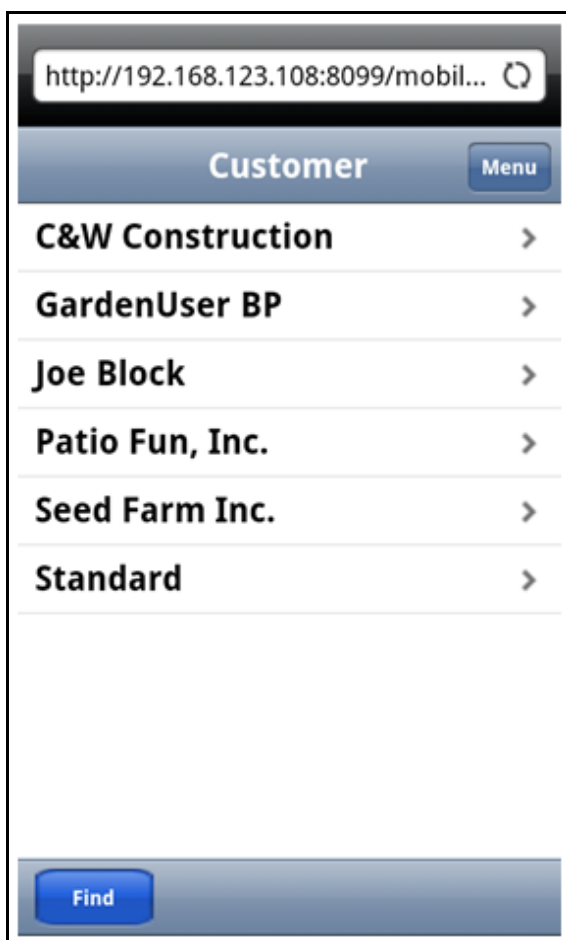 http://192.168.123.108:8099/mobil...
Customer Menu
C&W Construction
GardenUser BP
Joe Block
Patio Fun, Inc.
Seed Farm Inc.
Standard
Find